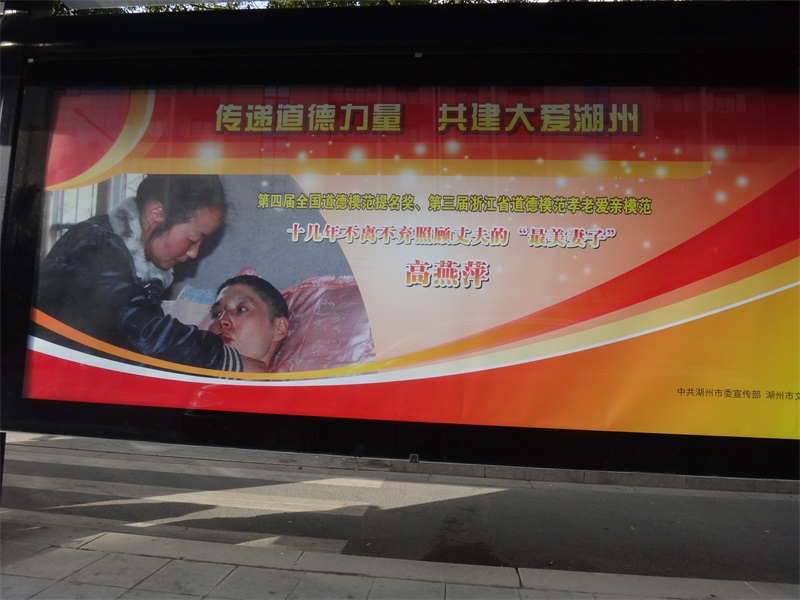 传递道德力量 共建大爱湖州
第四届全国道德模范提名奖、第三届浙江省道德模范孝老爱亲模范
十几年不离不弃照顾丈夫的“最美妻子”
高燕萍
中共湖州市委宣传部 湖州市文